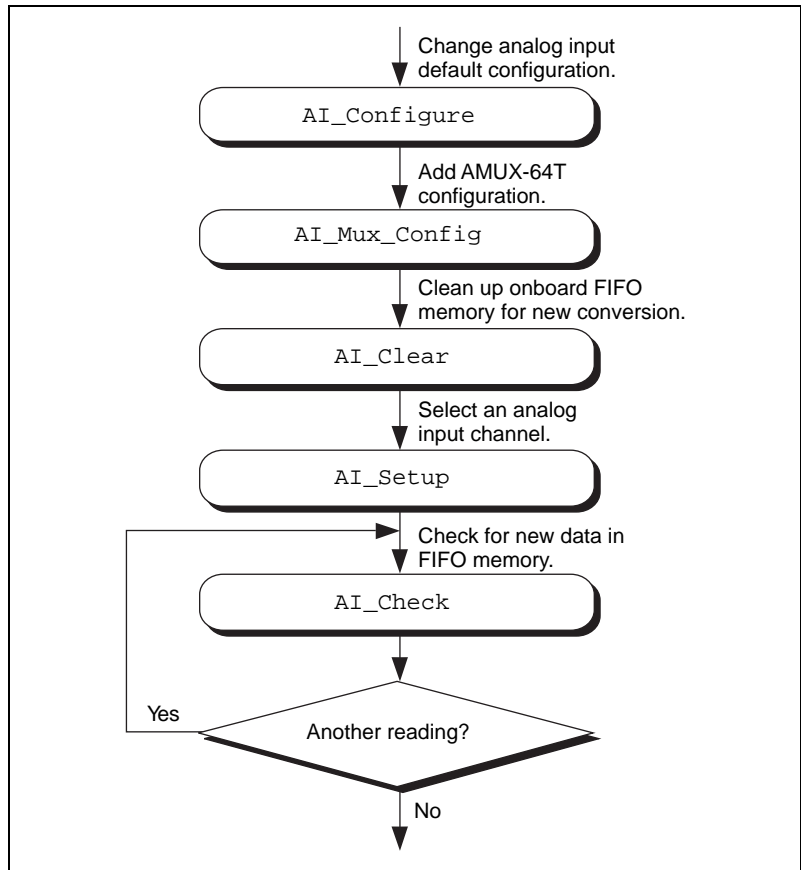 Change analog input
default configuration.
AI_Configure
Add AMUX-64T
configuration.
AI_Mux_Config
Clean up onboard FIFO
memory for new conversion.
AI_Clear
Select an analog
input channel.
AI_Setup
Check for new data in
FIFO memory.
AI_Check
Yes
Another reading?
No